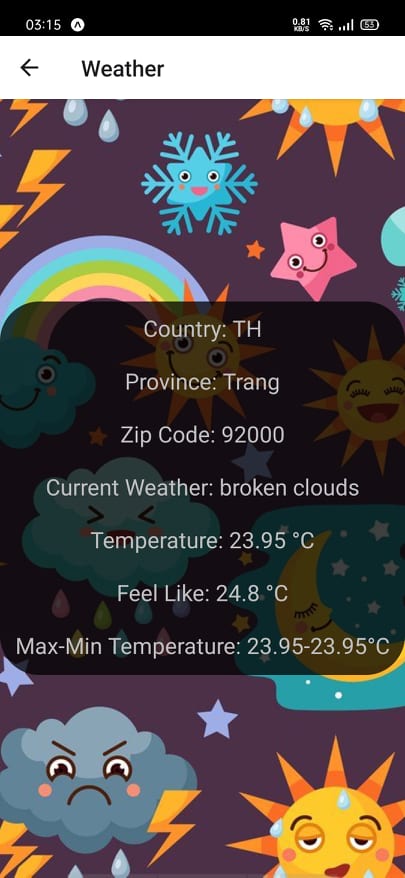 03:15
0.81
KB/S
53
Weather
Country: TH
Province: Trang
Zip Code: 92000
Current Weather: broken clouds
Temperature: 23.95 °C
Feel Like: 24.8 °C
Max-Min Temperature: 23.95-23.95°C